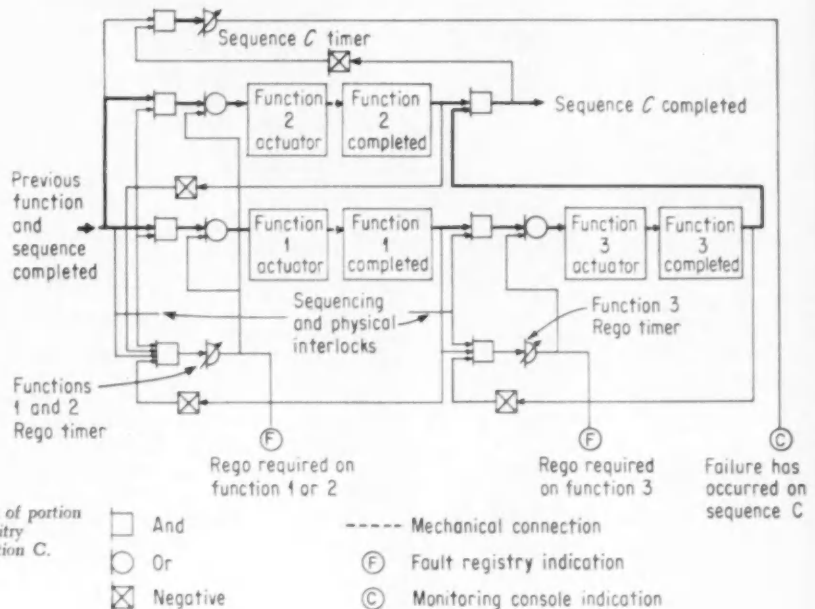 Sequence C timer
Function 2 actuator
Function 2 completed
Sequence C completed
Previous function and sequence completed
Function 1 actuator
Function 1 completed
Function 3 actuator
Function 3 completed
Sequencing and physical interlocks
Function 3 Rego timer
Functions 1 and 2 Rego timer
F
F
C
Rego required on function 1 or 2
Rego required on function 3
Failure has occurred on sequence C
of portion
itry
tion C.
And
Mechanical connection
Or
F
Fault registry indication
Negative
C
Monitoring console indication